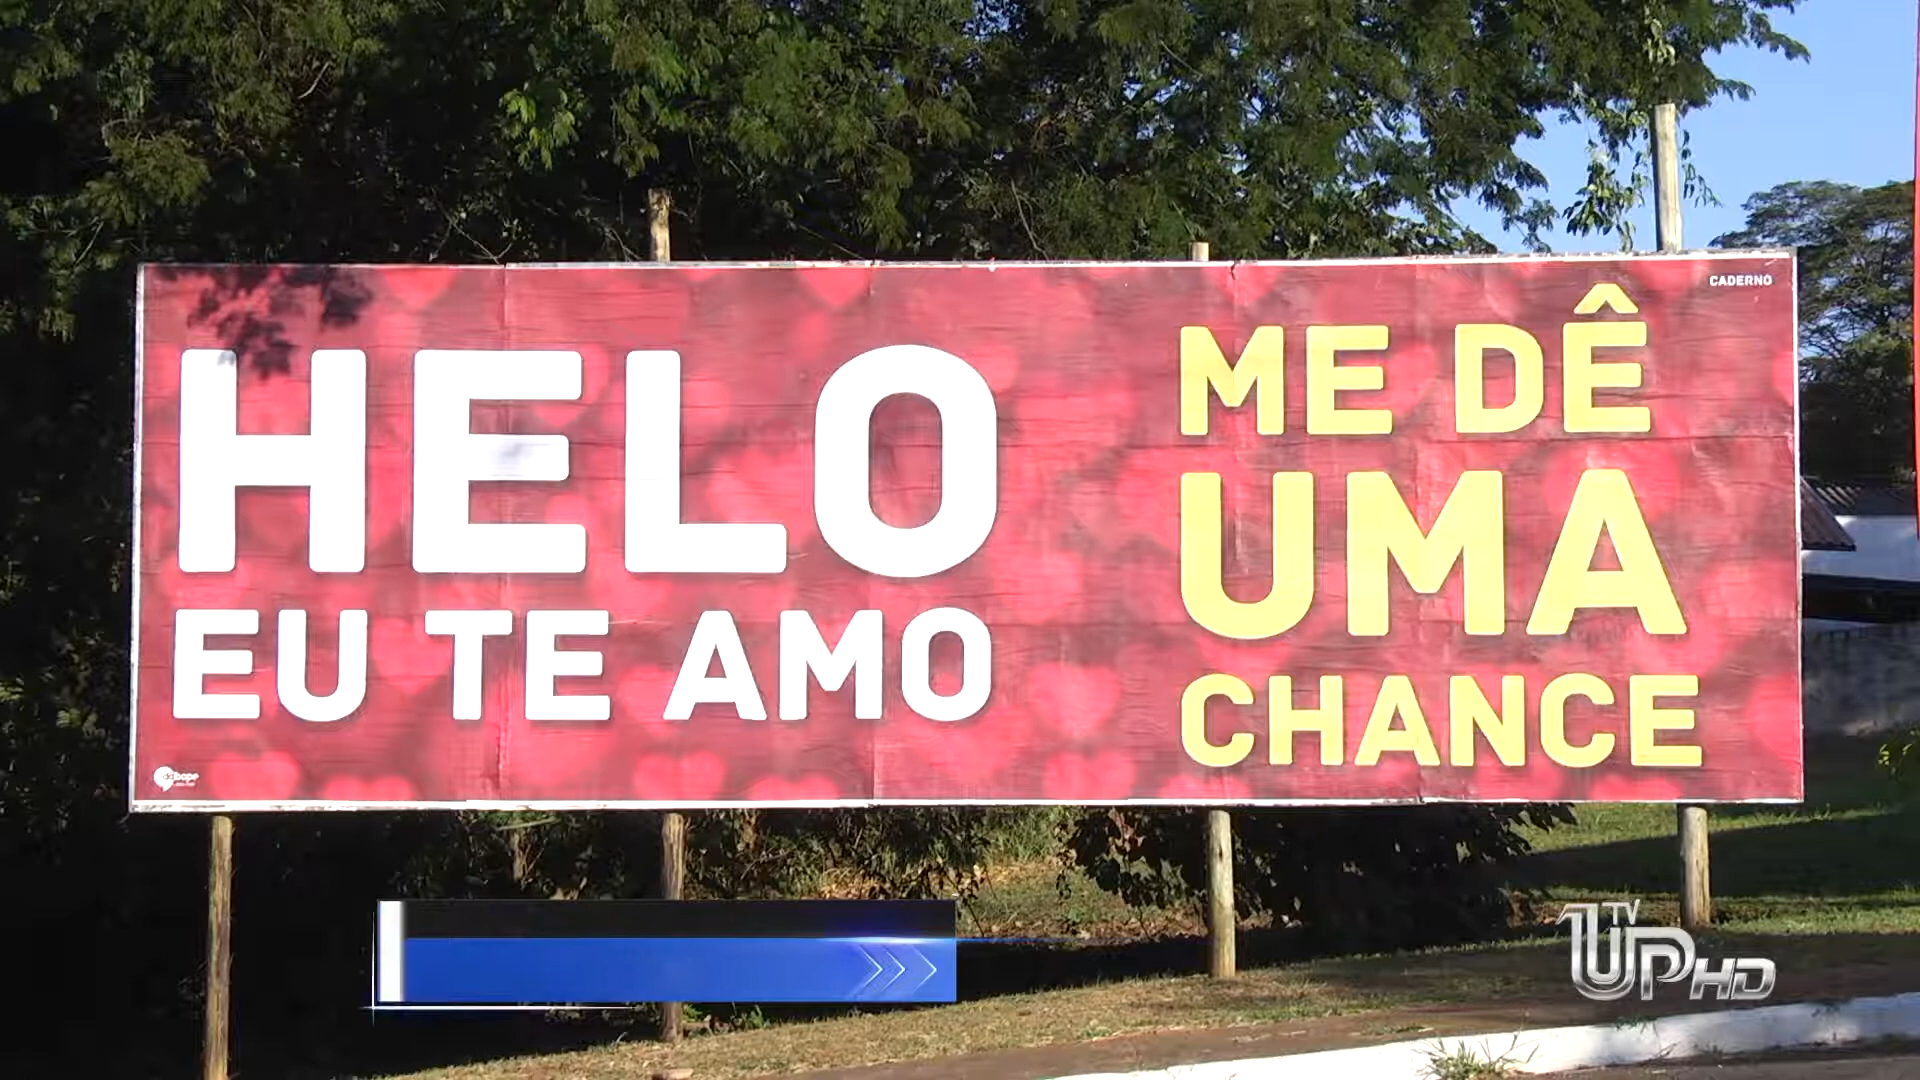 CADERNO
HELO
EU TE AMO
ME DÊ
UMA
CHANCE
TV
UP HD